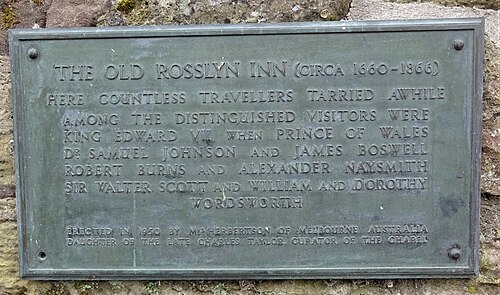 THE OLD ROSSLYN INN (CIRCA 1660-1866)
HERE COUNTLESS TRAVELLERS TARRIED AWHILE
AMONG THE DISTINGUISHED VISITORS WERE
KING EDWARD VII WHEN PRINCE OF WALES
DR SAMUEL JOHNSON AND JAMES BOSWELL
ROBERT BURNS AND ALEXANDER NAYSMITH
SIR WALTER SCOTT AND WILLIAM AND DOROTHY
WORDSWORTH
ERECTED IN 1950 BY HERBERTSON OF MELBOURNE AUSTRALIA
DAUGHTER OF THE LATE CHARLES TAYLOR, CURATOR OF THE CHAPEL